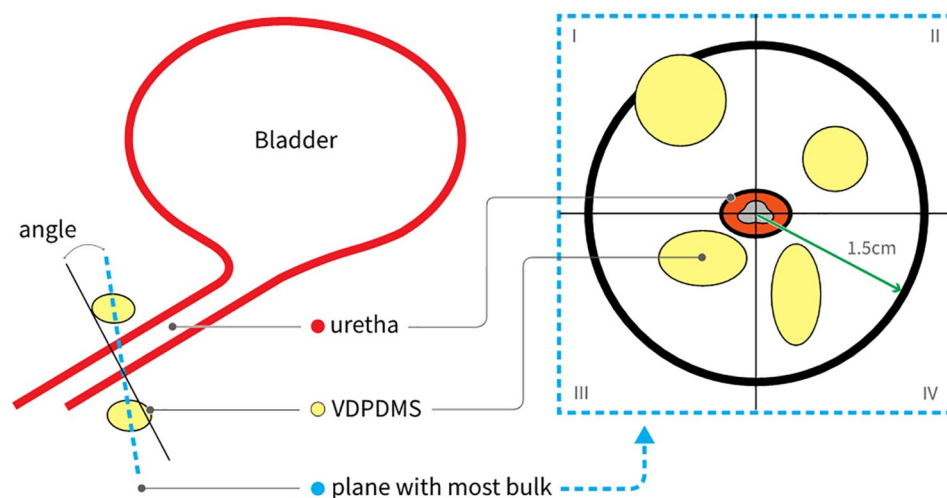 Bladder
angle
uretha
VDPDMS
plane with most bulk
I
II
1.5cm
III
IV